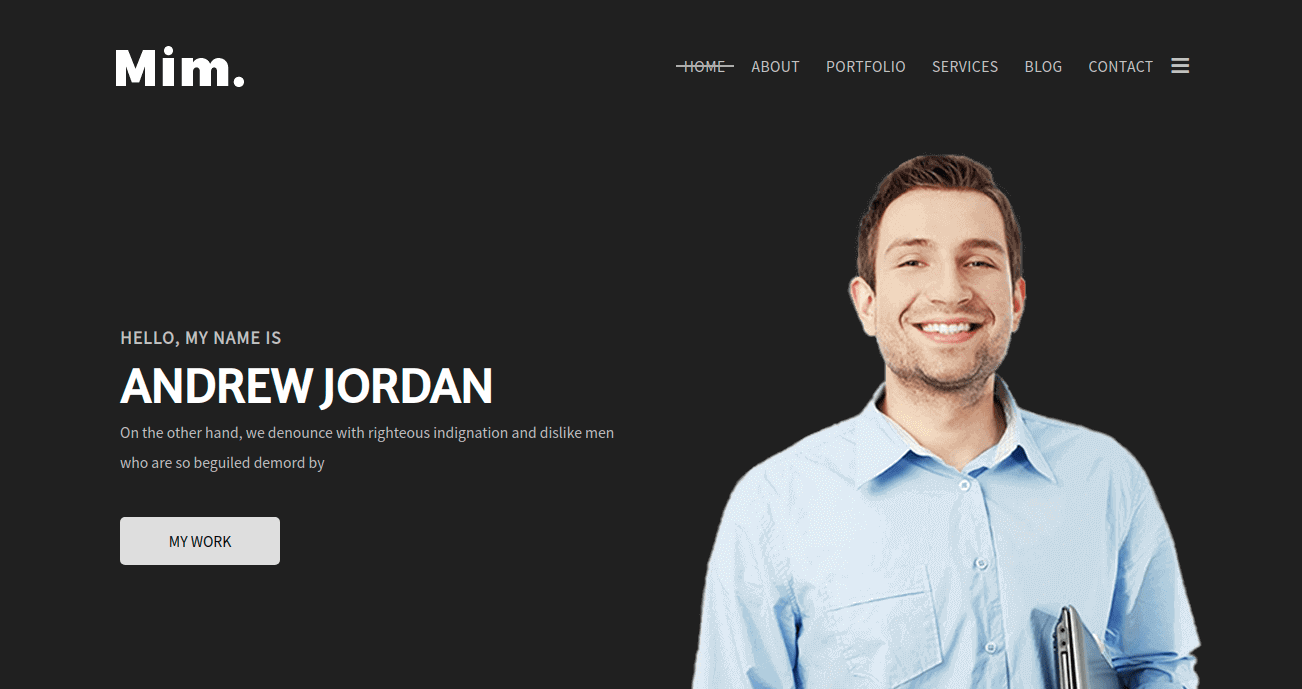 Mim.
HOME ABOUT PORTFOLIO SERVICES BLOG CONTACT
HELLO, MY NAME IS
ANDREW JORDAN
On the other hand, we denounce with righteous indignation and dislike men
who are so beguiled demord by
MY WORK